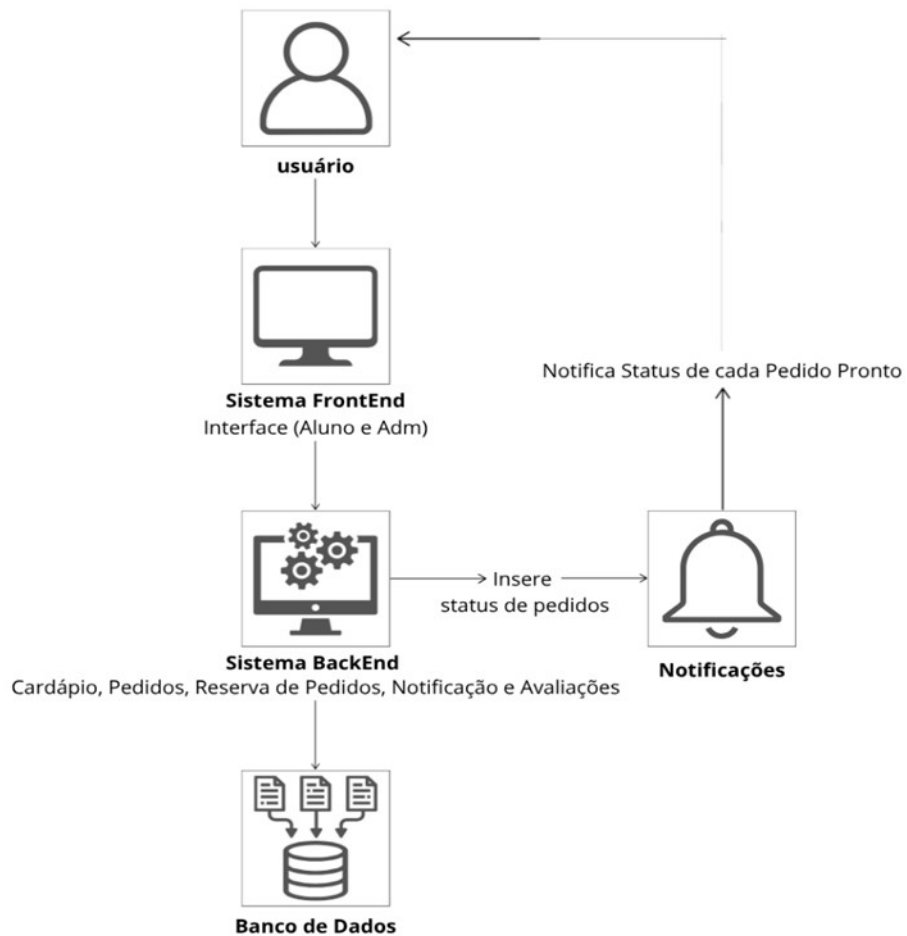 usuário
Sistema FrontEnd
Interface (Aluno e Adm)
Notifica Status de cada Pedido Pronto
Insere
status de pedidos
Sistema BackEnd
Cardápio, Pedidos, Reserva de Pedidos, Notificação e Avaliações
Notificações
Banco de Dados